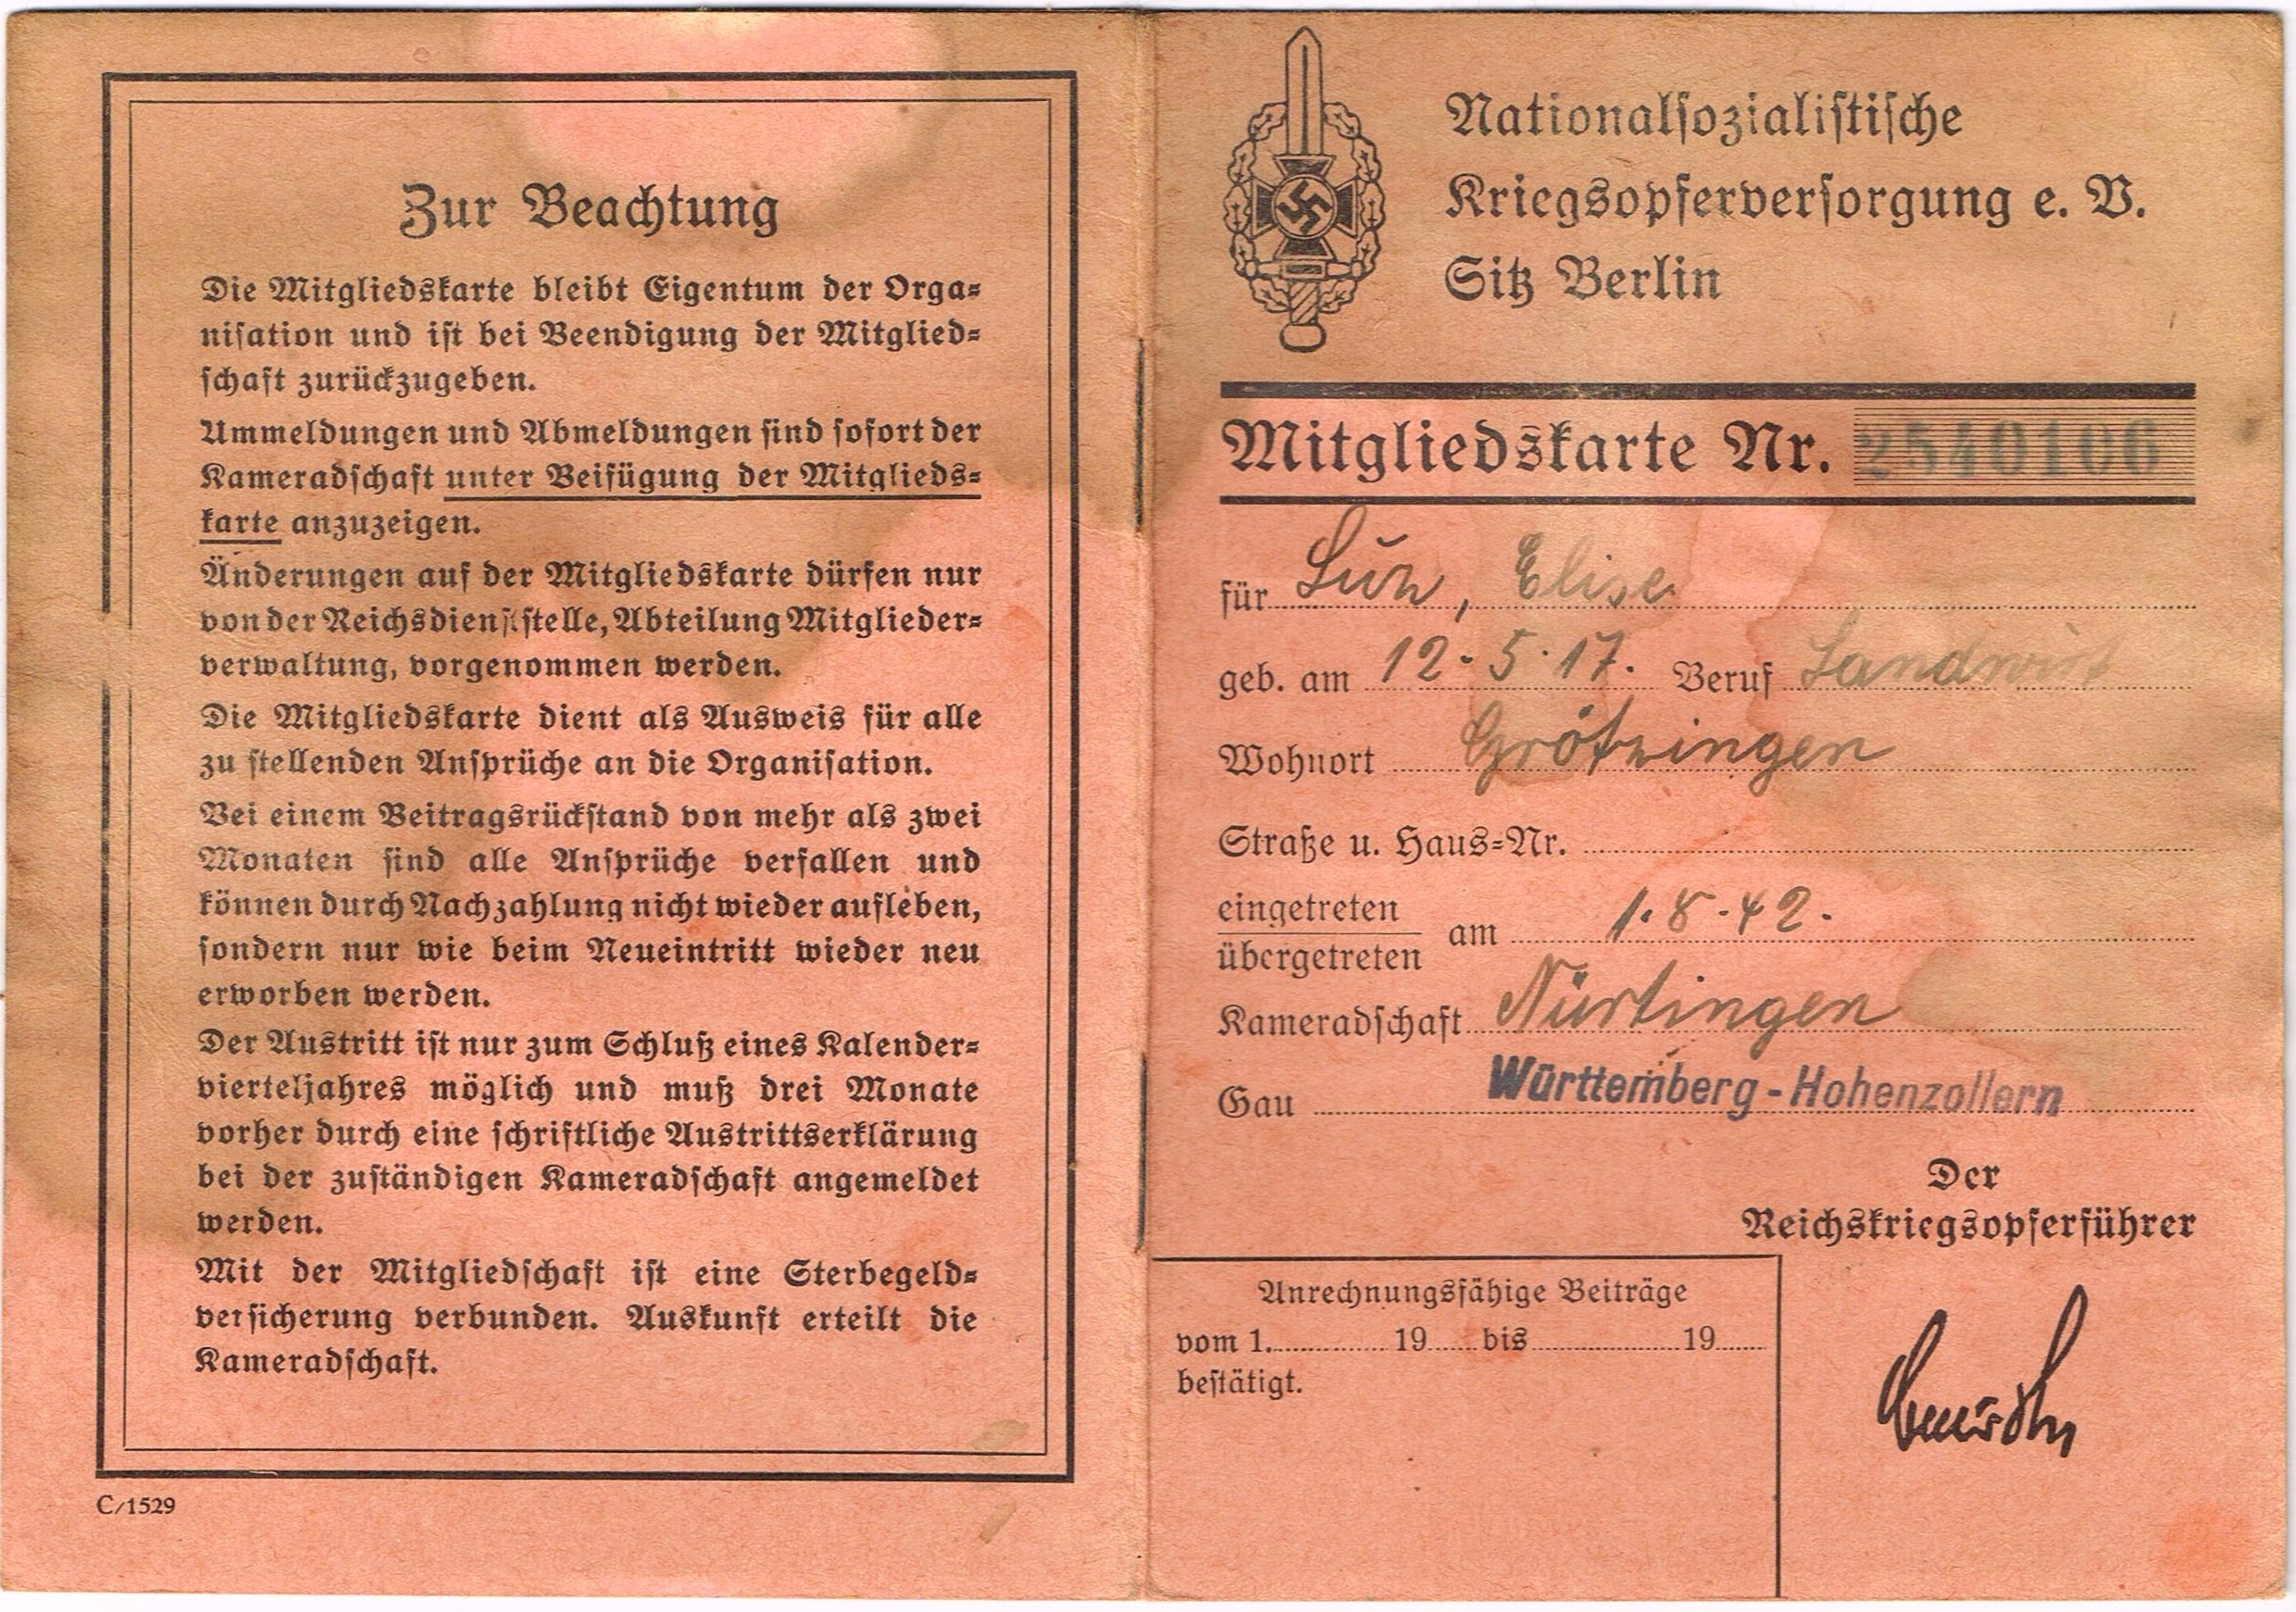 Zur Beachtung
Die Mitgliedskarte bleibt Eigentum der Orga-
nisation und ist bei Beendigung der Mitglied-
schaft zurückzugeben.
Ummeldungen und Abmeldungen sind sofort der
Kameradschaft unter Beifügung der Mitglieds-
karte anzuzeigen.
Änderungen auf der Mitgliedskarte dürfen nur
von der Reichsdienststelle, Abteilung Mitglieder-
verwaltung, vorgenommen werden.
Die Mitgliedskarte dient als Ausweis für alle
zu stellenden Ansprüche an die Organisation.
Bei einem Beitragsrückstand von mehr als zwei
Monaten sind alle Ansprüche verfallen und
können durch Nachzahlung nicht wieder aufleben,
sondern nur wie beim Neueintritt wieder neu
erworben werden.
Der Austritt ist nur zum Schluß eines Kalender-
vierteljahres möglich und muß drei Monate
vorher durch eine schriftliche Austrittserklärung
bei der zuständigen Kameradschaft angemeldet
werden.
Mit der Mitgliedschaft ist eine Sterbegeld-
versicherung verbunden. Auskunft erteilt die
Kameradschaft.
C/1529
Nationalsozialistische
Kriegsopferversorgung e. V.
Sitz Berlin
Mitgliedskarte Nr. 2540106
für Elise
geb. am 12.5.17. Beruf Landwirt
Wohnort Grötzingen
Straße u. Haus-Nr.
eingetreten
übergetreten am 1.8.42.
Kameradschaft Nürtingen
Gau Württemberg-Hohenzollern
Der
Reichskriegsopferführer
Anrechnungsfähige Beiträge
vom 1. 19 bis 19
bestätigt.